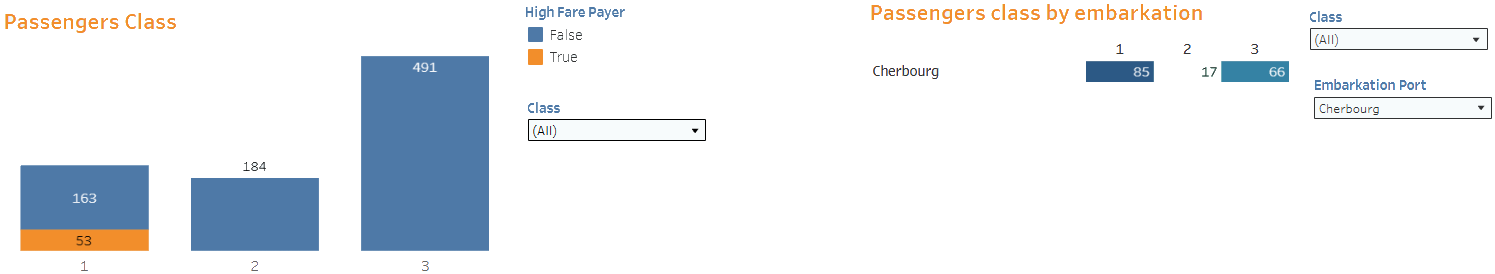 Passengers Class
High Fare Payer
False
True
Class
(All)
491
184
163
53
1 2 3
Passengers class by embarkation
1 2 3
Cherbourg 85 17 66
Class
(All)
Embarkation Port
Cherbourg